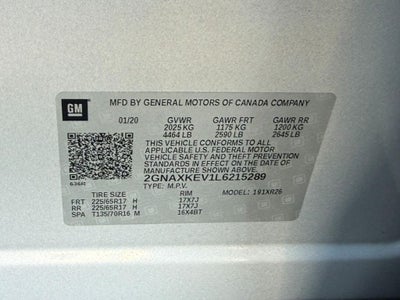 GM
MFD BY GENERAL MOTORS OF CANADA COMPANY
01/20 GVWR GAWR FRT GAWR RR
2025 KG 1175 KG 1200 KG
4464 LB 2590 LB 2645 LB
THIS VEHICLE CONFORMS TO ALL
APPLICABLE U.S. FEDERAL MOTOR
VEHICLE SAFETY AND THEFT PREVENTION
STANDARDS IN EFFECT ON THE DATE OF
MANUFACTURE SHOWN ABOVE.
2GNAXKEV1L6215289
TYPE: M.P.V. MODEL: 191XR26
TIRE SIZE RIM
FRT 225/65R17 H 17X7J
RR 225/65R17 H 17X7J
SPA T135/70R16 M 16X4BT